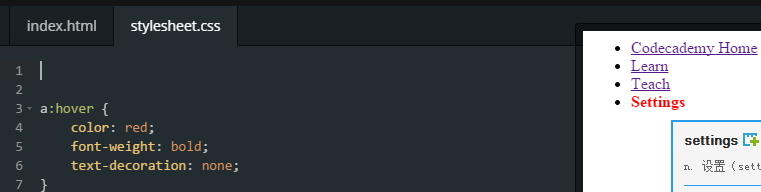 index.html
stylesheet.css
1
2
3 a:hover {
4 color: red;
5 font-weight: bold;
6 text-decoration: none;
7 }
Codecademy Home
Learn
Teach
Settings
settings
n. 设置（sett